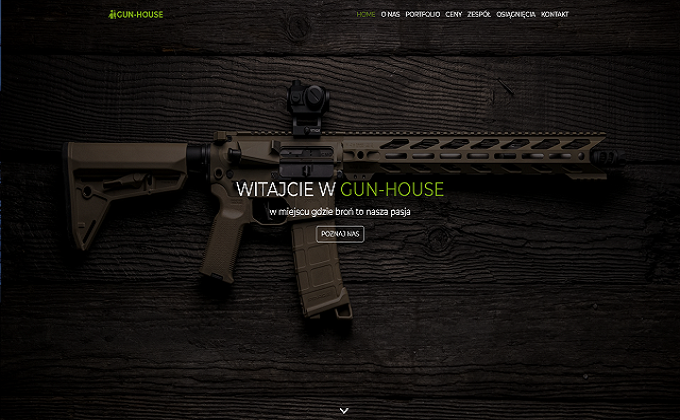 GUN-HOUSE
HOME O NAS PORTFOLIO CENY ZESPÓŁ OSIĄGNIĘCIA KONTAKT
WITAJCIE W GUN-HOUSE
w miejscu gdzie broń to nasza pasja
POZNAJ NAS